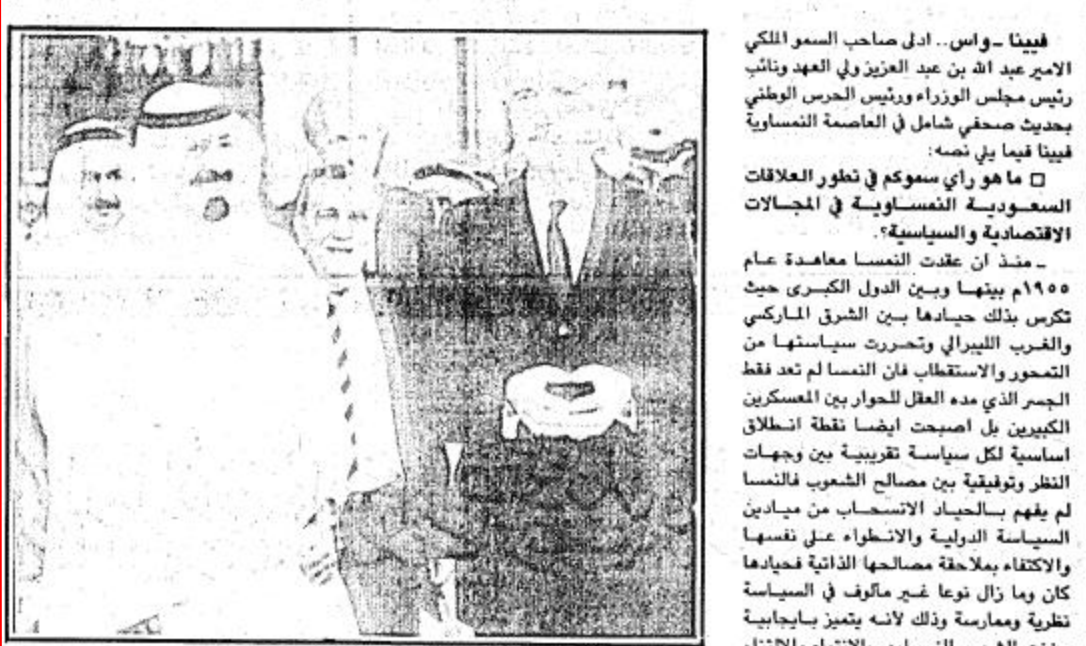 فيينا ـ واس .. ادلى صاحب السمو الملكي
الامير عبد الله بن عبد العزيز ولي العهد ونائب
رئيس مجلس الوزراء ورئيس الحرس الوطني
بحديث صحفي شامل في العاصمة النمساوية
فيينا فيما يلي نصه:
□ ما هو رأي سموكم في تطور العلاقات
السعودية النمساوية في المجالات
الاقتصادية والسياسية؟.
ـ منذ ان عقدت النمسا معاهدة عام
١٩٥٥م بينها وبين الدول الكبرى حيث
تكرس بذلك حيادها بين الشرق الماركسي
والغرب الليبرالي وتحررت سياستها من
التمحور والاستقطاب فان النمسا لم تعد فقط
الجسر الذي مده العقل للحوار بين المعسكرين
الكبيرين بل اصبحت ايضا نقطة انطلاق
اساسية لكل سياسة تقريبية بين وجهات
النظر وتوفيقية بين مصالح الشعوب فالنمسا
لم يفهم بالحياد الانسحاب من ميادين
السياسة الدولية والانطواء على نفسها
والاكتفاء بملاحقة مصالحها الذاتية فحيادها
كان وما زال نوعا غير مألوف في السياسة
نظرية وممارسة وذلك لأنه يتميز بايجابية